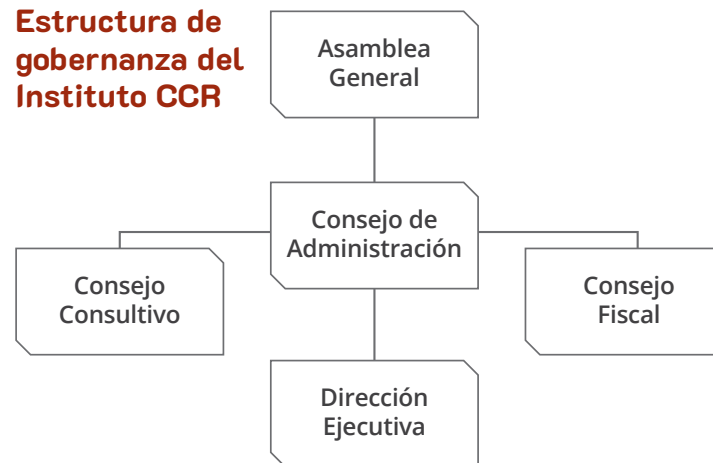 Estructura de
gobernanza del
Instituto CCR
Asamblea
General
Consejo de
Administración
Consejo
Consultivo
Consejo
Fiscal
Dirección
Ejecutiva